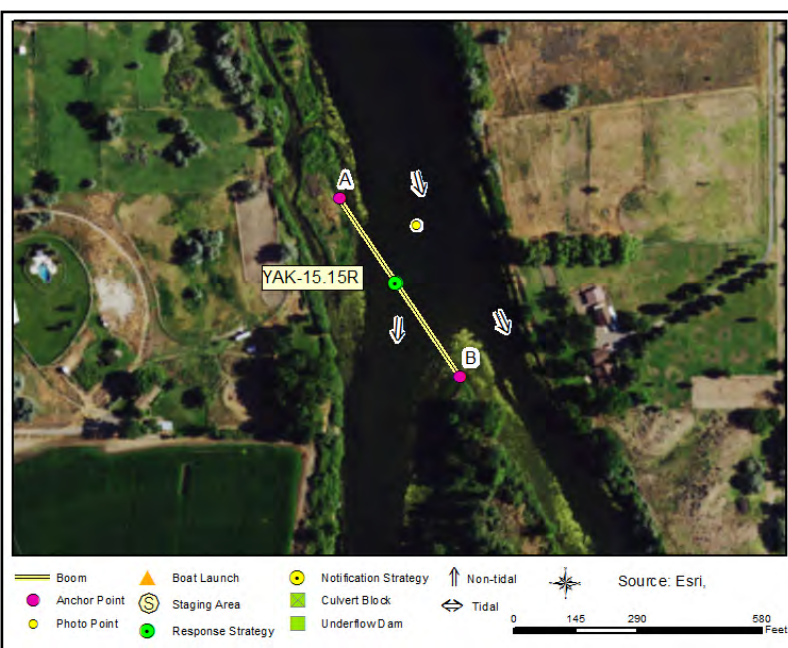 A
YAK-15.15R
B
Boom
Anchor Point
Photo Point
Boat Launch
S Staging Area
Response Strategy
Notification Strategy
Culvert Block
Underflow Dam
Non-tidal
Tidal
Source: Esri,
0 145 290 580
Feet